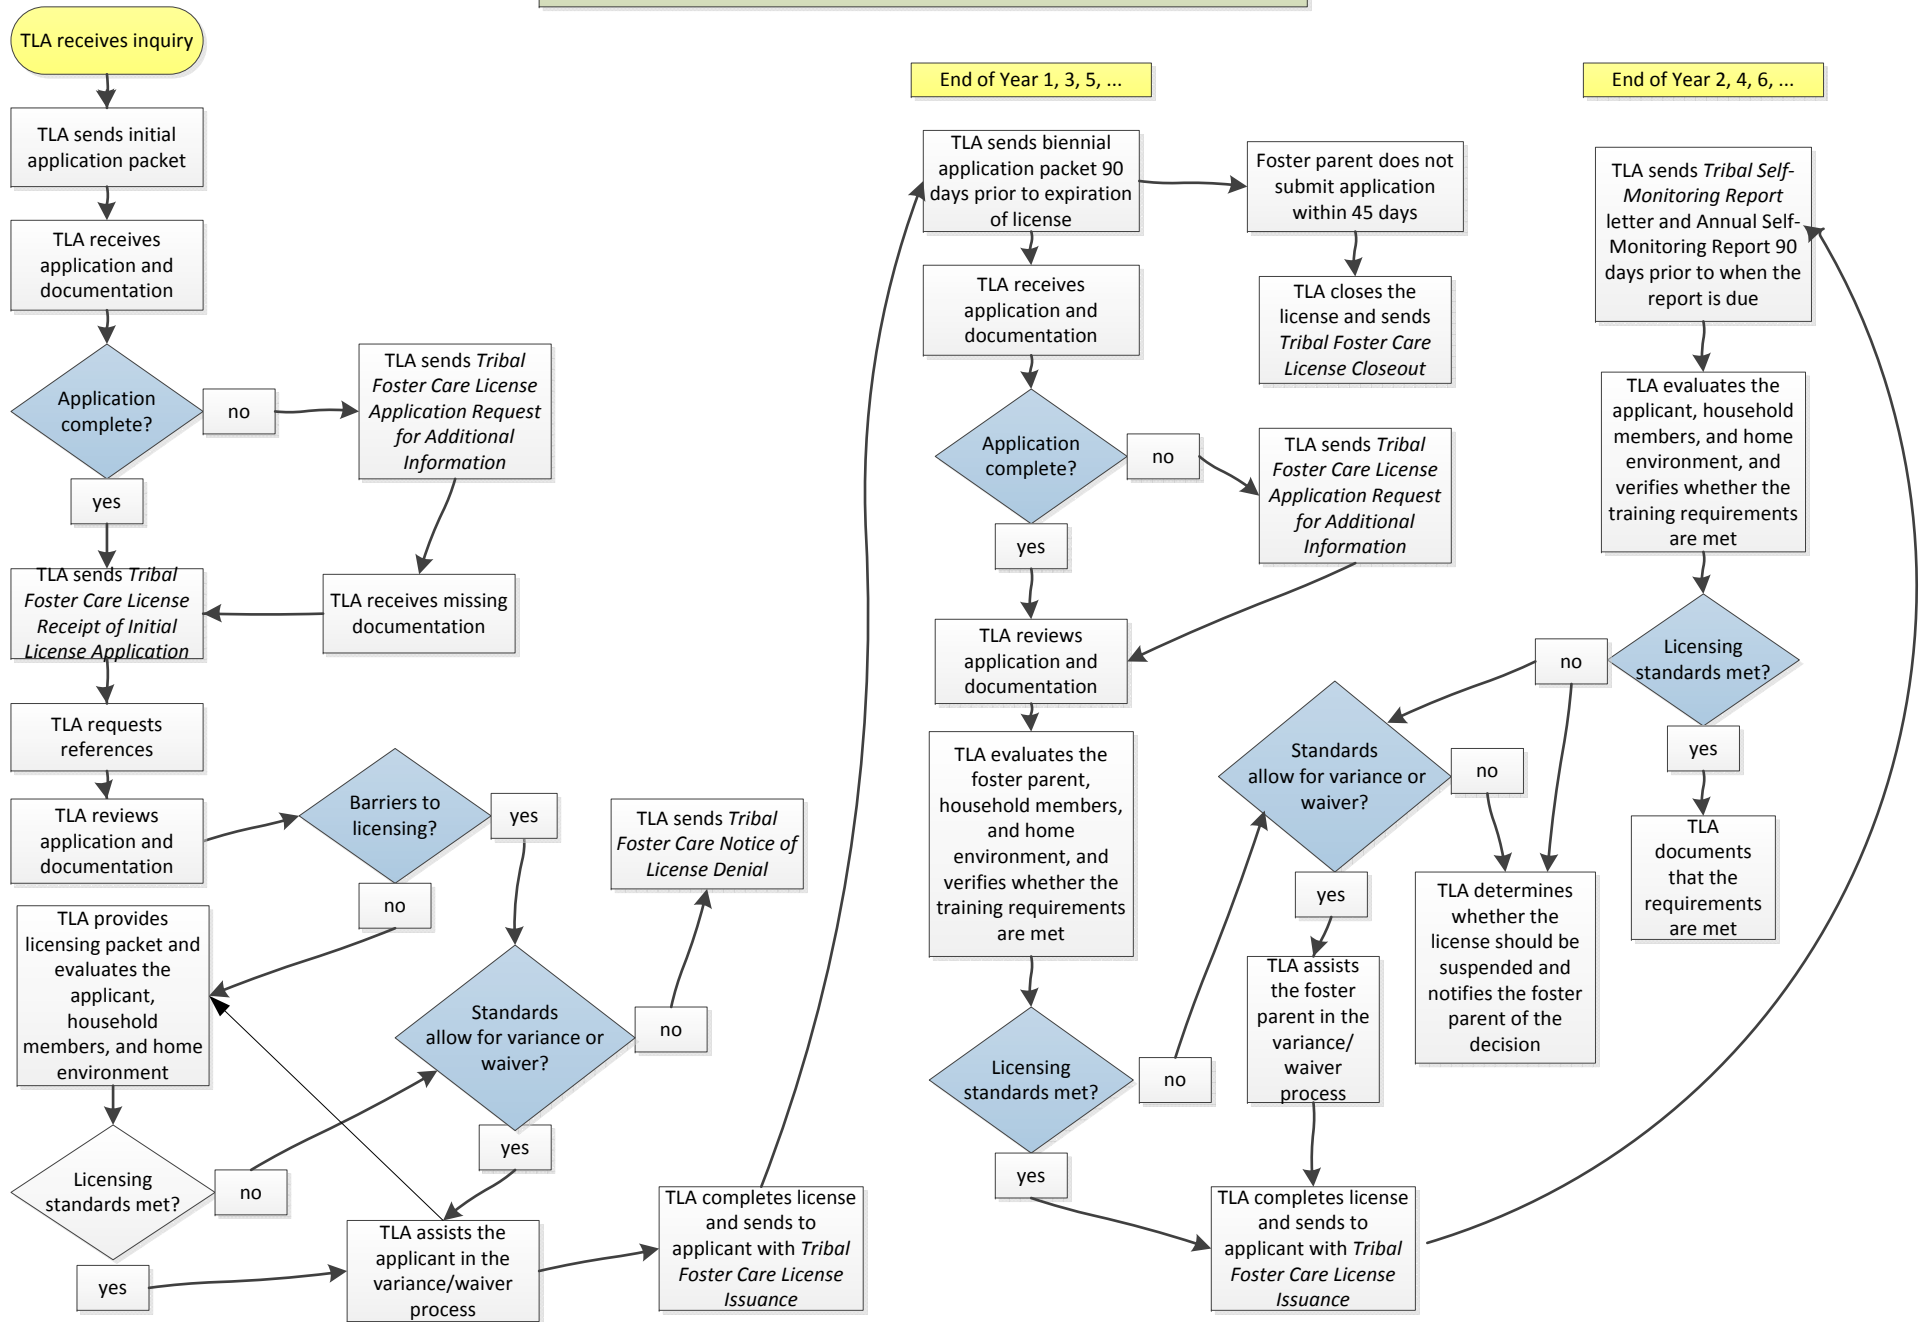 TLA receives inquiry
TLA sends initial
application packet
TLA receives
application and
documentation
Application
complete?
no
TLA sends Tribal
Foster Care License
Application Request
for Additional
Information
yes
TLA receives missing
documentation
TLA sends Tribal
Foster Care License
Receipt of Initial
License Application
TLA requests
references
TLA reviews
application and
documentation
Barriers to
licensing?
yes
no
TLA sends Tribal
Foster Care Notice of
License Denial
TLA provides
licensing packet and
evaluates the
applicant,
household
members, and home
environment
Standards
allow for variance or
waiver?
no
yes
Licensing
standards met?
no
yes
TLA assists the
applicant in the
variance/waiver
process
TLA completes license
and sends to
applicant with Tribal
Foster Care License
Issuance
End of Year 1, 3, 5, ...
TLA sends biennial
application packet 90
days prior to expiration
of license
Foster parent does not
submit application
within 45 days
TLA closes the
license and sends
Tribal Foster Care
License Closeout
TLA receives
application and
documentation
Application
complete?
no
TLA sends Tribal
Foster Care License
Application Request
for Additional
Information
yes
TLA reviews
application and
documentation
TLA evaluates the
foster parent,
household members,
and home
environment, and
verifies whether the
training requirements
are met
Licensing
standards met?
no
yes
Standards
allow for variance or
waiver?
no
yes
TLA assists
the foster
parent in the
variance/
waiver
process
TLA completes license
and sends to
applicant with Tribal
Foster Care License
Issuance
End of Year 2, 4, 6, ...
TLA sends Tribal Self-
Monitoring Report
letter and Annual Self-
Monitoring Report 90
days prior to when the
report is due
TLA evaluates the
applicant, household
members, and home
environment, and
verifies whether the
training requirements
are met
Licensing
standards met?
no
yes
TLA determines
whether the
license should be
suspended and
notifies the foster
parent of the
decision
TLA
documents
that the
requirements
are met